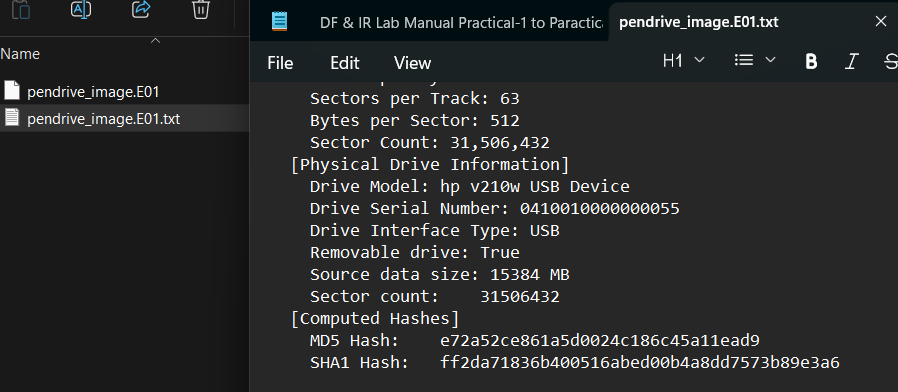 DF & IR Lab Manual Practical-1 to Paractica
pendrive_image.E01.txt
File Edit View
H1
B I S
Name
pendrive_image.E01
pendrive_image.E01.txt
Sectors per Track: 63
Bytes per Sector: 512
Sector Count: 31,506,432
[Physical Drive Information]
Drive Model: hp v210w USB Device
Drive Serial Number: 0410010000000055
Drive Interface Type: USB
Removable drive: True
Source data size: 15384 MB
Sector count: 31506432
[Computed Hashes]
MD5 Hash: e72a52ce861a5d0024c186c45a11ead9
SHA1 Hash: ff2da71836b400516abed00b4a8dd7573b89e3a6